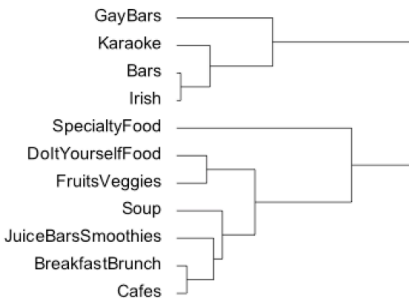 GayBars
Karaoke
Bars
Irish
SpecialtyFood
DoItYourselfFood
FruitsVeggies
Soup
JuiceBarsSmoothies
BreakfastBrunch
Cafes